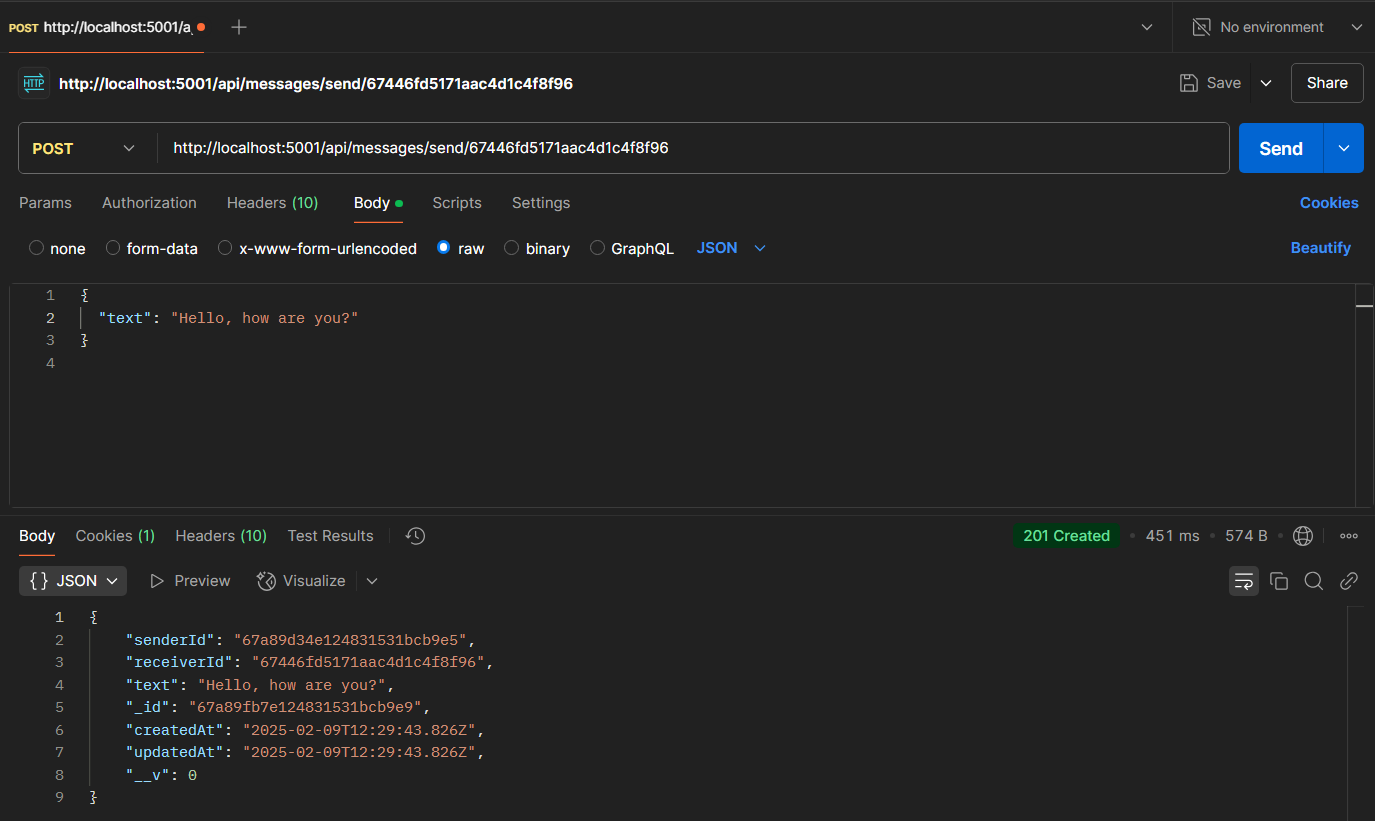 POST http://localhost:5001/a
No environment
HTTP http://localhost:5001/api/messages/send/67446fd5171aac4d1c4f8f96 Save Share
POST http://localhost:5001/api/messages/send/67446fd5171aac4d1c4f8f96 Send
Params Authorization Headers (10) Body Scripts Settings Cookies
none form-data x-www-form-urlencoded raw binary GraphQL JSON Beautify
1 {
2 "text": "Hello, how are you?"
3 }
4
Body Cookies (1) Headers (10) Test Results 201 Created 451 ms 574 B
{} JSON Preview Visualize
1 {
2 "senderId": "67a89d34e124831531bcb9e5",
3 "receiverId": "67446fd5171aac4d1c4f8f96",
4 "text": "Hello, how are you?",
5 "_id": "67a89fb7e124831531bcb9e9",
6 "createdAt": "2025-02-09T12:29:43.826Z",
7 "updatedAt": "2025-02-09T12:29:43.826Z",
8 "__v": 0
9 }